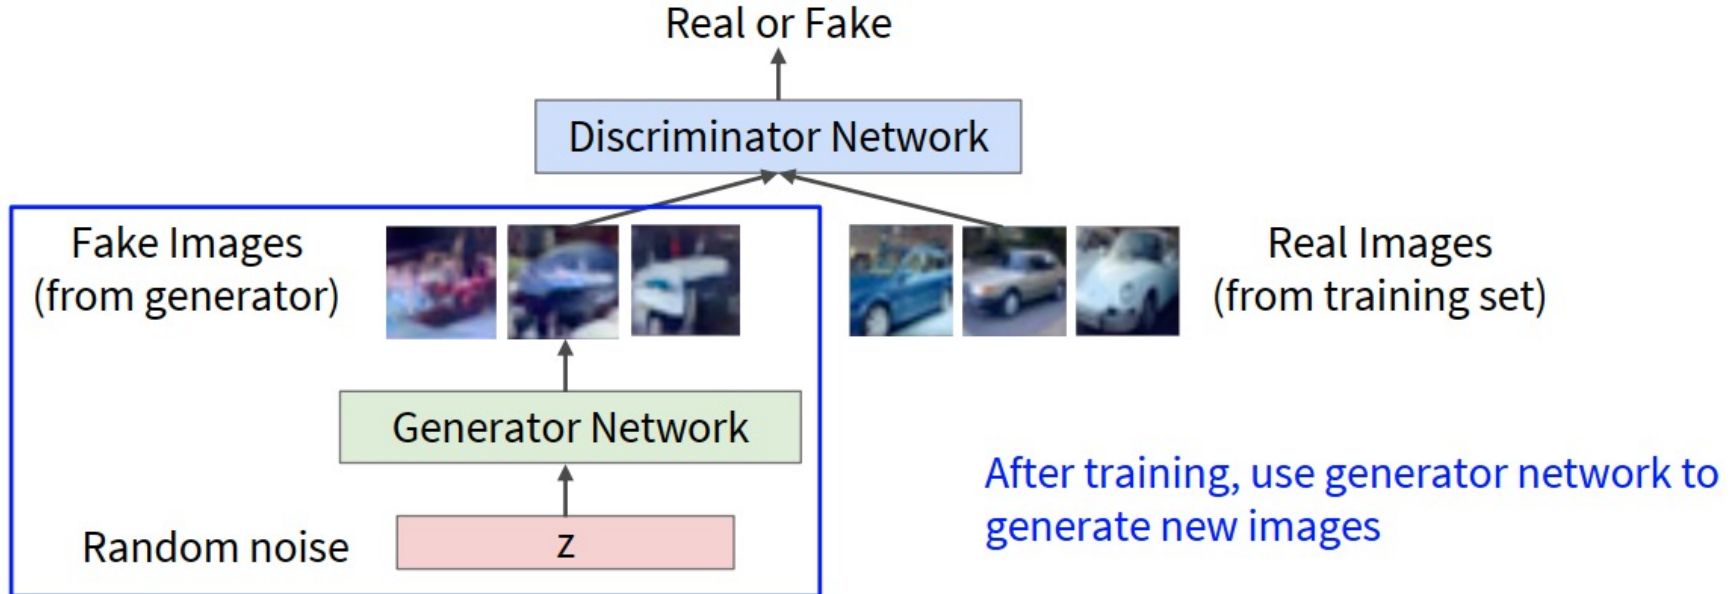 Real or Fake
Discriminator Network
Fake Images
(from generator)
Real Images
(from training set)
Generator Network
After training, use generator network to
generate new images
Random noise
z